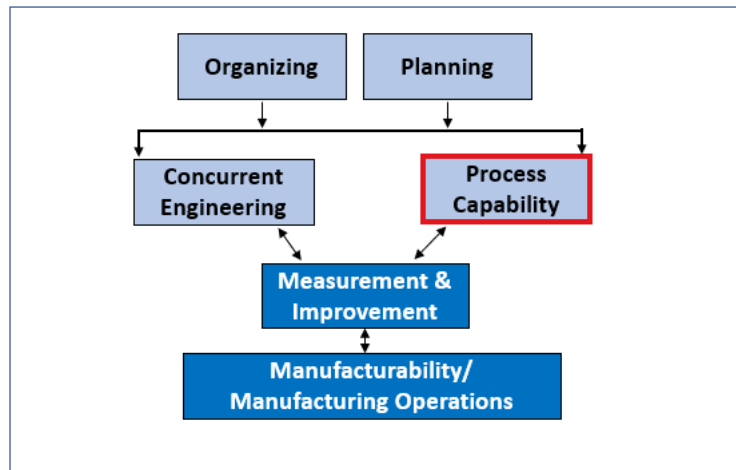 Organizing
Planning
Concurrent
Engineering
Process
Capability
Measurement &
Improvement
Manufacturability/
Manufacturing Operations